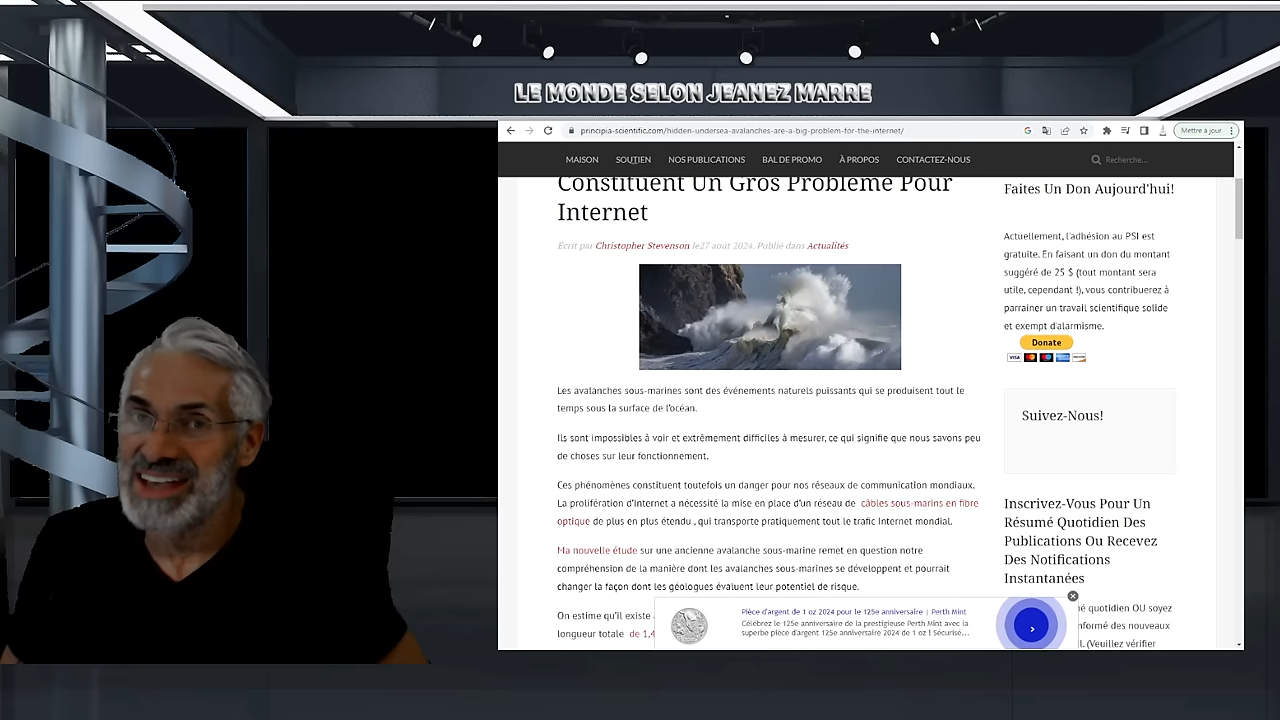 LE MONDE SELON JEANEZ MARRE
principia-scientific.com/hidden-undersea-avalanches-are-a-big-problem-for-the-internet/
Mettre à jour
MAISON SOUTIEN NOS PUBLICATIONS BAL DE PROMO À PROPOS CONTACTEZ-NOUS
Recherche...
Constituent Un Gros Problème Pour
Internet
Écrit par Christopher Stevenson le27 août 2024. Publié dans Actualités
Les avalanches sous-marines sont des événements naturels puissants qui se produisent tout le
temps sous la surface de l'océan.
Ils sont impossibles à voir et extrêmement difficiles à mesurer, ce qui signifie que nous savons peu
de choses sur leur fonctionnement.
Ces phénomènes constituent toutefois un danger pour nos réseaux de communication mondiaux.
La prolifération d'Internet a nécessité la mise en place d'un réseau de câbles sous-marins en fibre
optique de plus en plus étendu , qui transporte pratiquement tout le trafic Internet mondial.
Ma nouvelle étude sur une ancienne avalanche sous-marine remet en question notre
compréhension de la manière dont les avalanches sous-marines se développent et pourrait
changer la façon dont les géologues évaluent leur potentiel de risque.
On estime qu'il existe
longueur totale de 1,4
Faites Un Don Aujourd'hui!
Actuellement, l'adhésion au PSI est
gratuite. En faisant un don du montant
suggéré de 25 $ (tout montant sera
utile, cependant !), vous contribuerez à
parrainer un travail scientifique solide
et exempt d'alarmisme.
Donate
VISA
Suivez-Nous!
Inscrivez-Vous Pour Un
Résumé Quotidien Des
Publications Ou Recevez
Des Notifications
Instantanées
é quotidien OU soyez
nformé des nouveaux
l. (Veuillez vérifier
Pièce d'argent de 1 oz 2024 pour le 125e anniversaire | Perth Mint
Célébrez le 125e anniversaire de la prestigieuse Perth Mint avec la
superbe pièce d'argent 125e anniversaire 2024 de 1 oz ! Sécurisé...